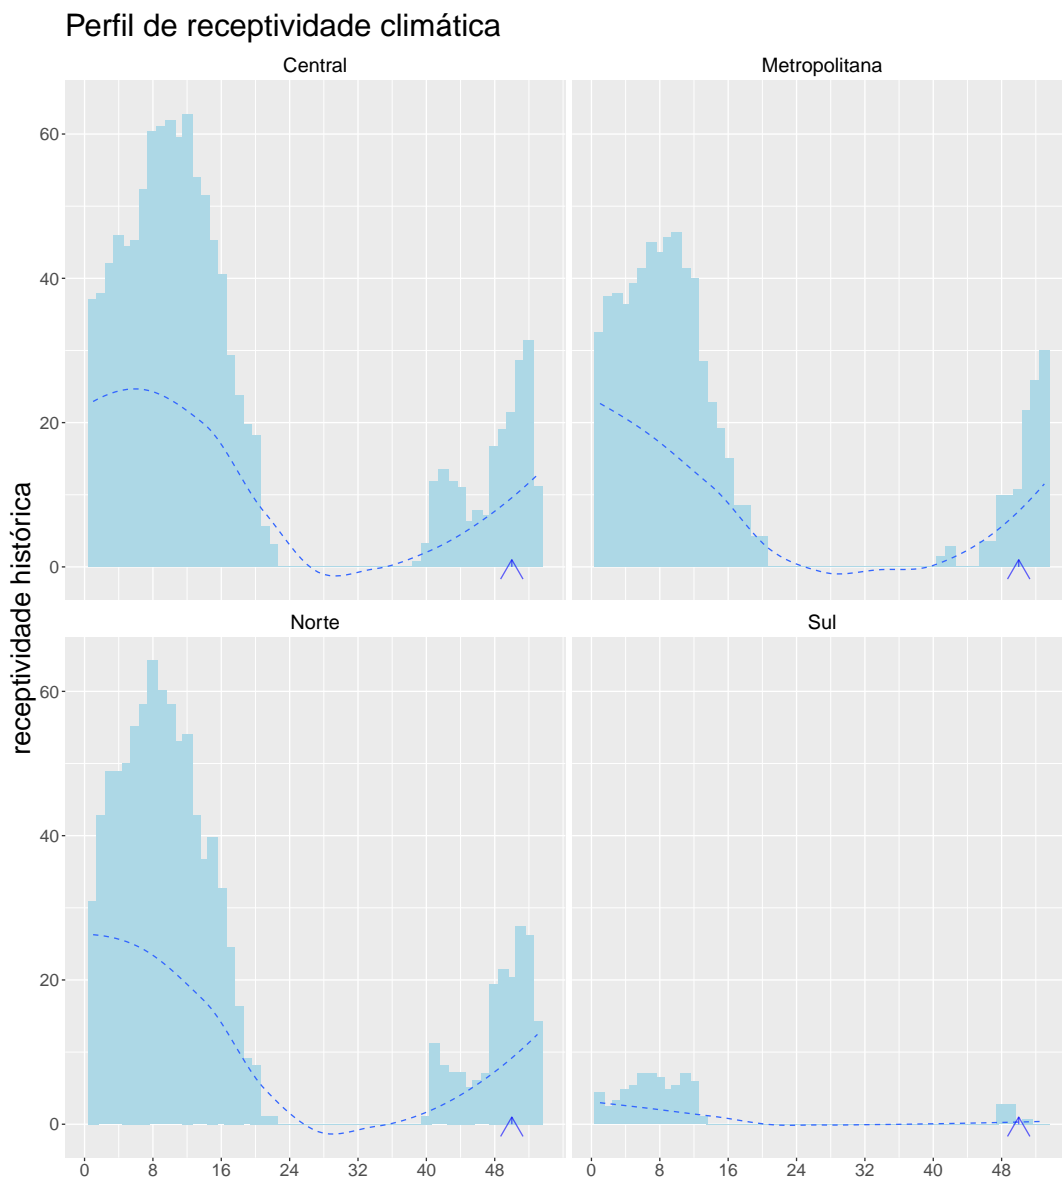 Perfil de receptividade climática
Central
Metropolitana
60
40
20
0
receptividade histórica
Norte
Sul
60
40
20
0
0 8 16 24 32 40 48
0 8 16 24 32 40 48